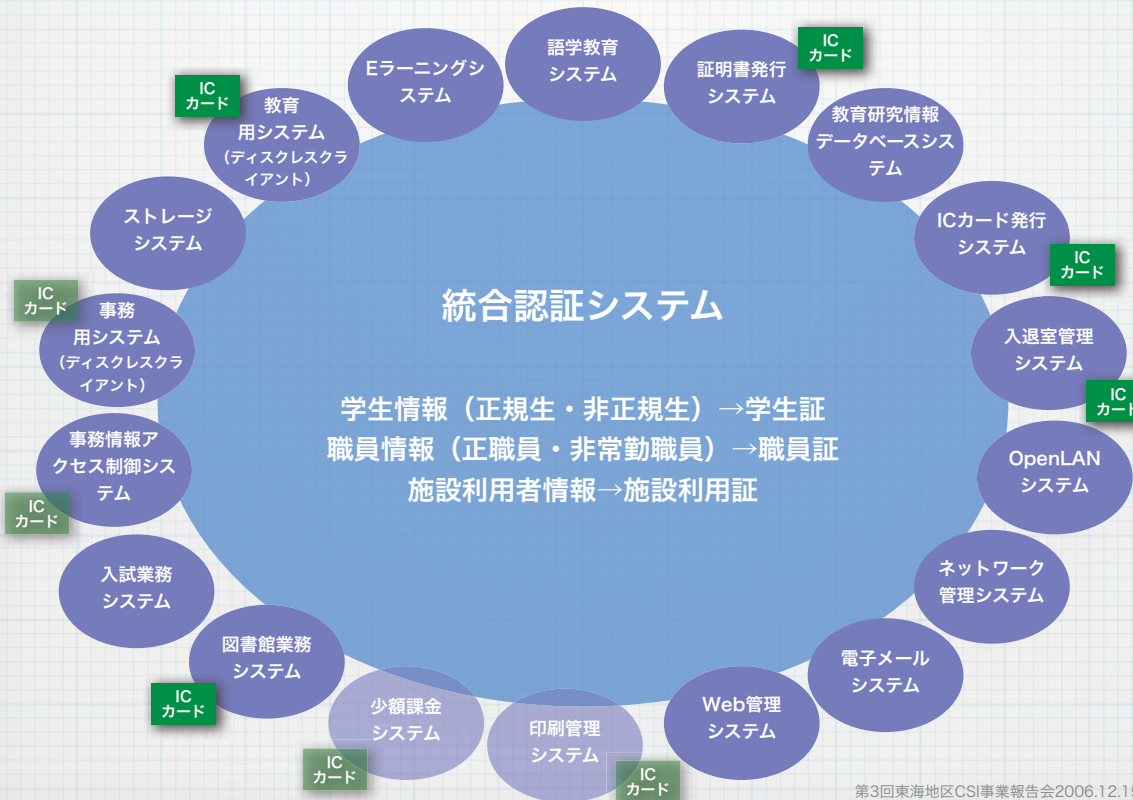 語学教育
システム
証明書発行
システム
IC
カード
教育研究情報
データベースシス
テム
ICカード発行
システム
IC
カード
入退室管理
システム
IC
カード
OpenLAN
システム
ネットワーク
管理システム
電子メール
システム
Web管理
システム
印刷管理
システム
IC
カード
少額課金
システム
IC
カード
図書館業務
システム
IC
カード
入試業務
システム
事務情報ア
クセス制御シス
テム
IC
カード
事務
用システム
（ディスクレスクラ
イアント）
IC
カード
ストレージ
システム
教育
用システム
（ディスクレスクラ
イアント）
IC
カード
Eラーニングシ
ステム
統合認証システム
学生情報（正規生・非正規生）→学生証
職員情報（正職員・非常勤職員）→職員証
施設利用者情報→施設利用証
第3回東海地区CSI事業報告会2006.12.15